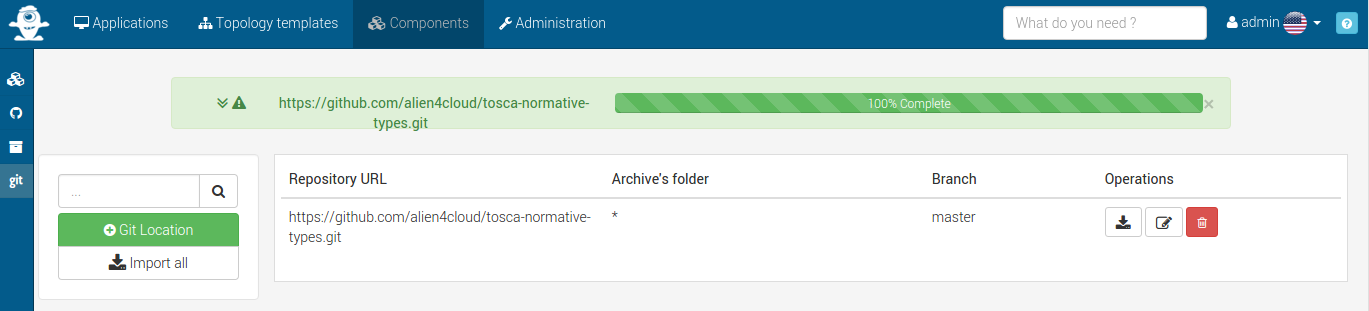 Applications Topology templates Components Administration What do you need ? admin ?
https://github.com/alien4cloud/tosca-normative-
types.git
100% Complete ×
git
...
Git Location
Import all
Repository URL Archive's folder Branch Operations
https://github.com/alien4cloud/tosca-normative- * master
types.git